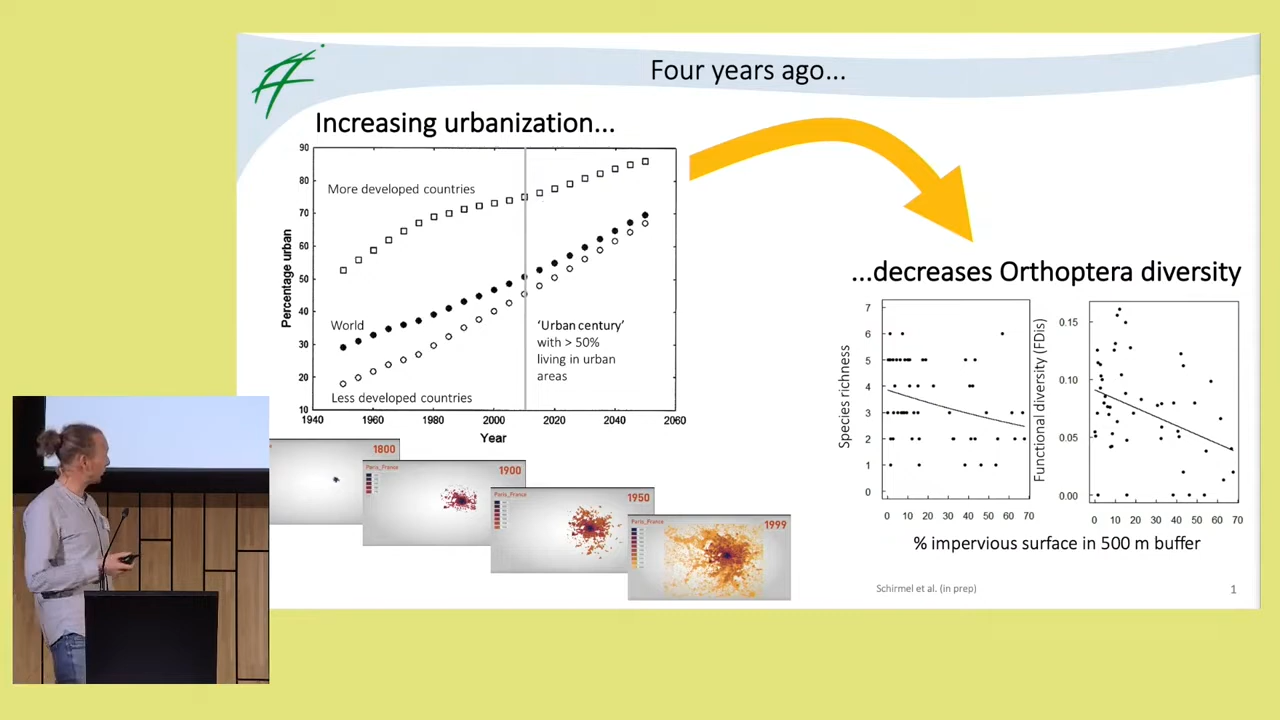 Four years ago...
Increasing urbanization...
90
80
70
60
50
40
30
20
10
Percentage urban
More developed countries
World
Less developed countries
'Urban century'
with > 50%
living in urban
areas
1940
1960
1980
2000
2020
2040
2060
Year
1800
Paris_France
1900
Paris_France
1950
Paris_France
1999
...decreases Orthoptera diversity
Species richness
7
6
5
4
3
2
1
0
0 10 20 30 40 50 60 70
Functional diversity (FDis)
0.15
0.10
0.05
0.00
0 10 20 30 40 50 60 70
% impervious surface in 500 m buffer
Schirmel et al. (in prep)
1